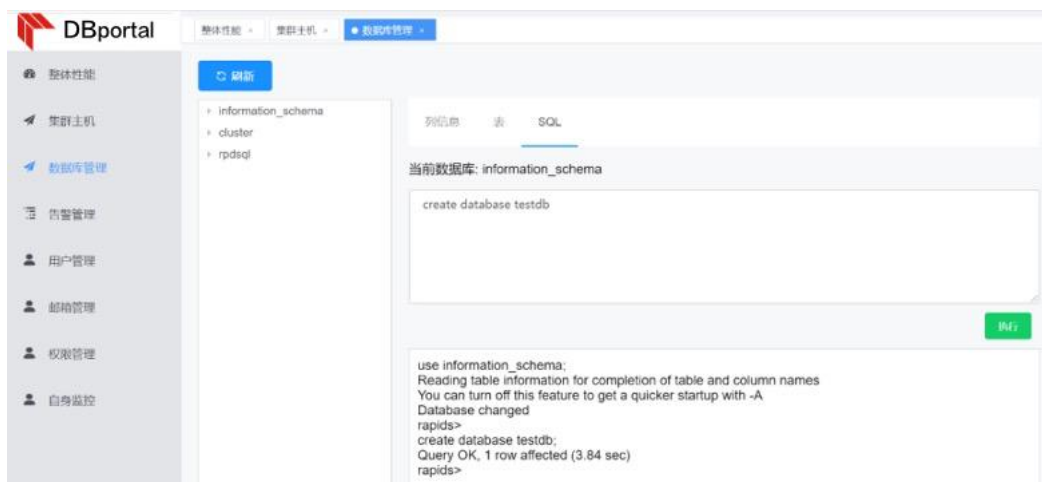 DBportal
整体性能 × 集群主机 × ● 数据库管理 ×
整体性能
集群主机
数据库管理
告警管理
用户管理
邮箱管理
权限管理
自身监控
刷新
information_schema
cluster
rpdsql
列信息 表 SQL
当前数据库: information_schema
create database testdb
执行
use information_schema;
Reading table information for completion of table and column names
You can turn off this feature to get a quicker startup with -A
Database changed
rapids>
create database testdb;
Query OK, 1 row affected (3.84 sec)
rapids>